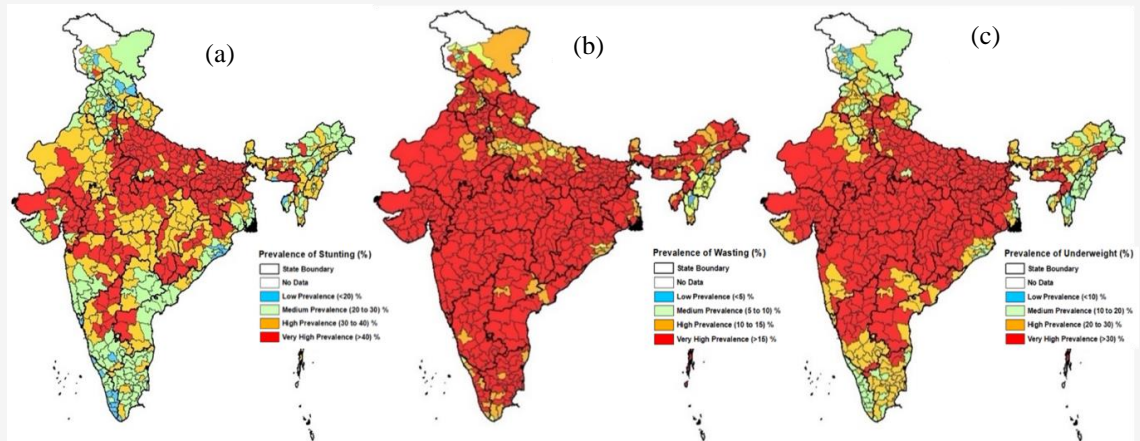 (a)
(b)
(c)
Prevalence of Stunting (%)
State Boundary
No Data
Low Prevalence (<20) %
Medium Prevalence (20 to 30) %
High Prevalence (30 to 40) %
Very High Prevalence (>40) %
Prevalence of Wasting (%)
State Boundary
No Data
Low Prevalence (<5) %
Medium Prevalence (5 to 10) %
High Prevalence (10 to 15) %
Very High Prevalence (>15) %
Prevalence of Underweight (%)
State Boundary
No Data
Low Prevalence (<10) %
Medium Prevalence (10 to 20) %
High Prevalence (20 to 30) %
Very High Prevalence (>30) %